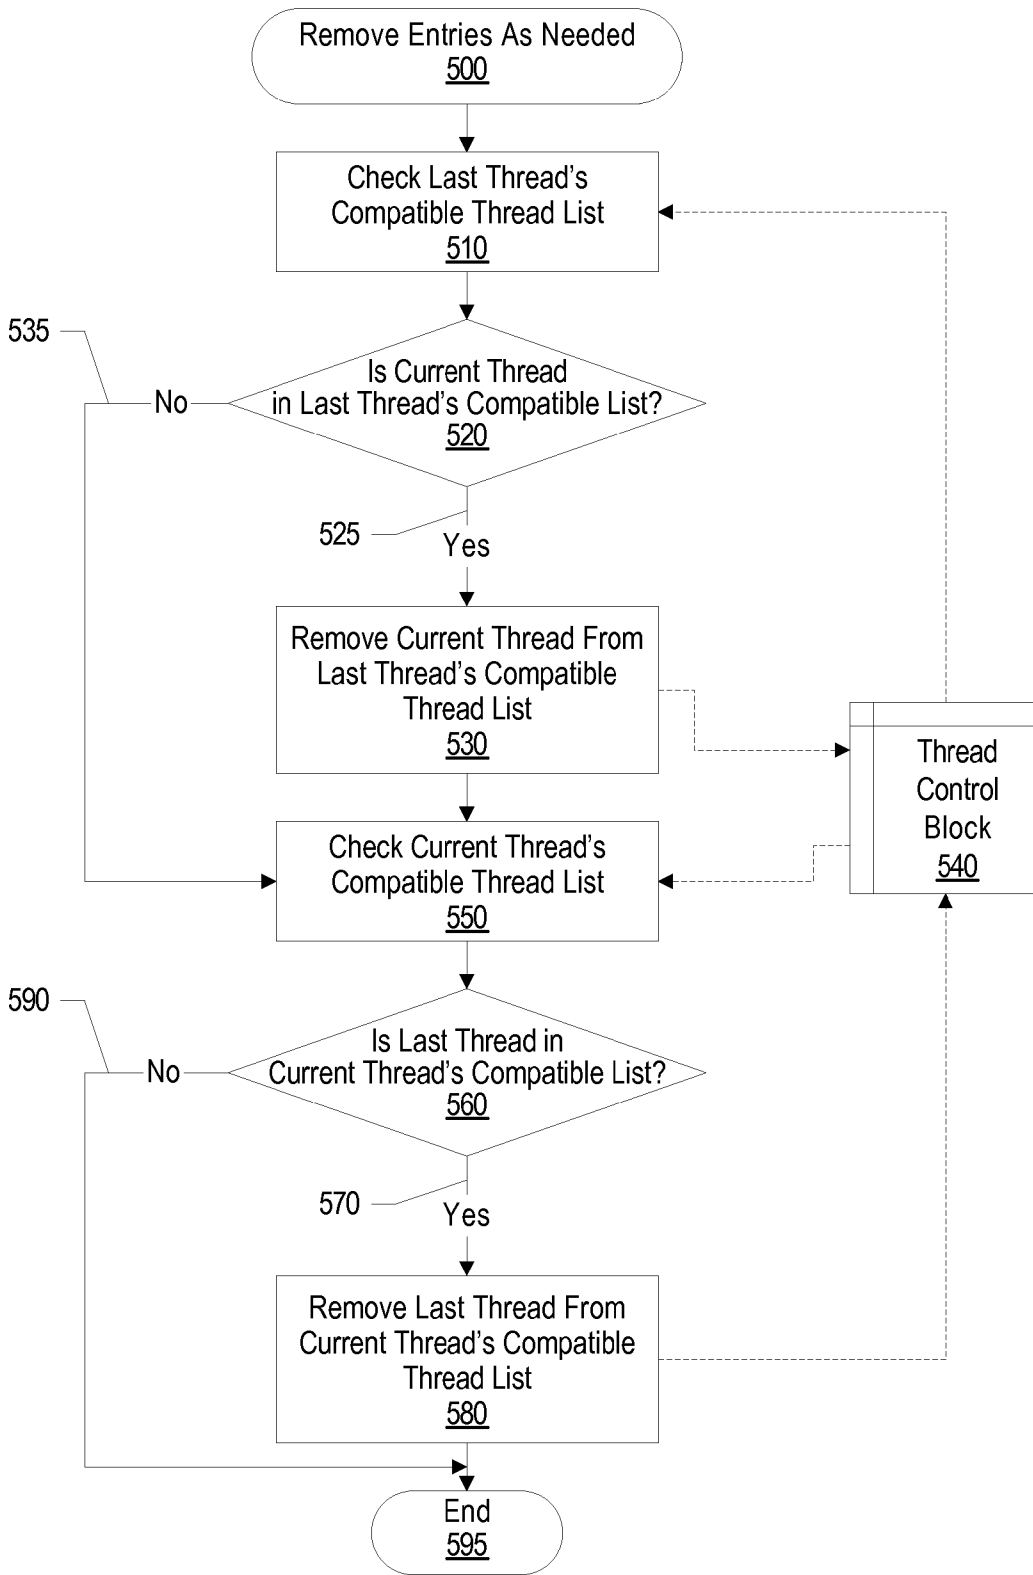 Remove Entries As Needed
500
Check Last Thread's
Compatible Thread List
510
535
Is Current Thread
in Last Thread's Compatible List?
520
No
525
Yes
Remove Current Thread From
Last Thread's Compatible
Thread List
530
Thread
Control
Block
540
Check Current Thread's
Compatible Thread List
550
590
Is Last Thread in
Current Thread's Compatible List?
560
No
570
Yes
Remove Last Thread From
Current Thread's Compatible
Thread List
580
End
595